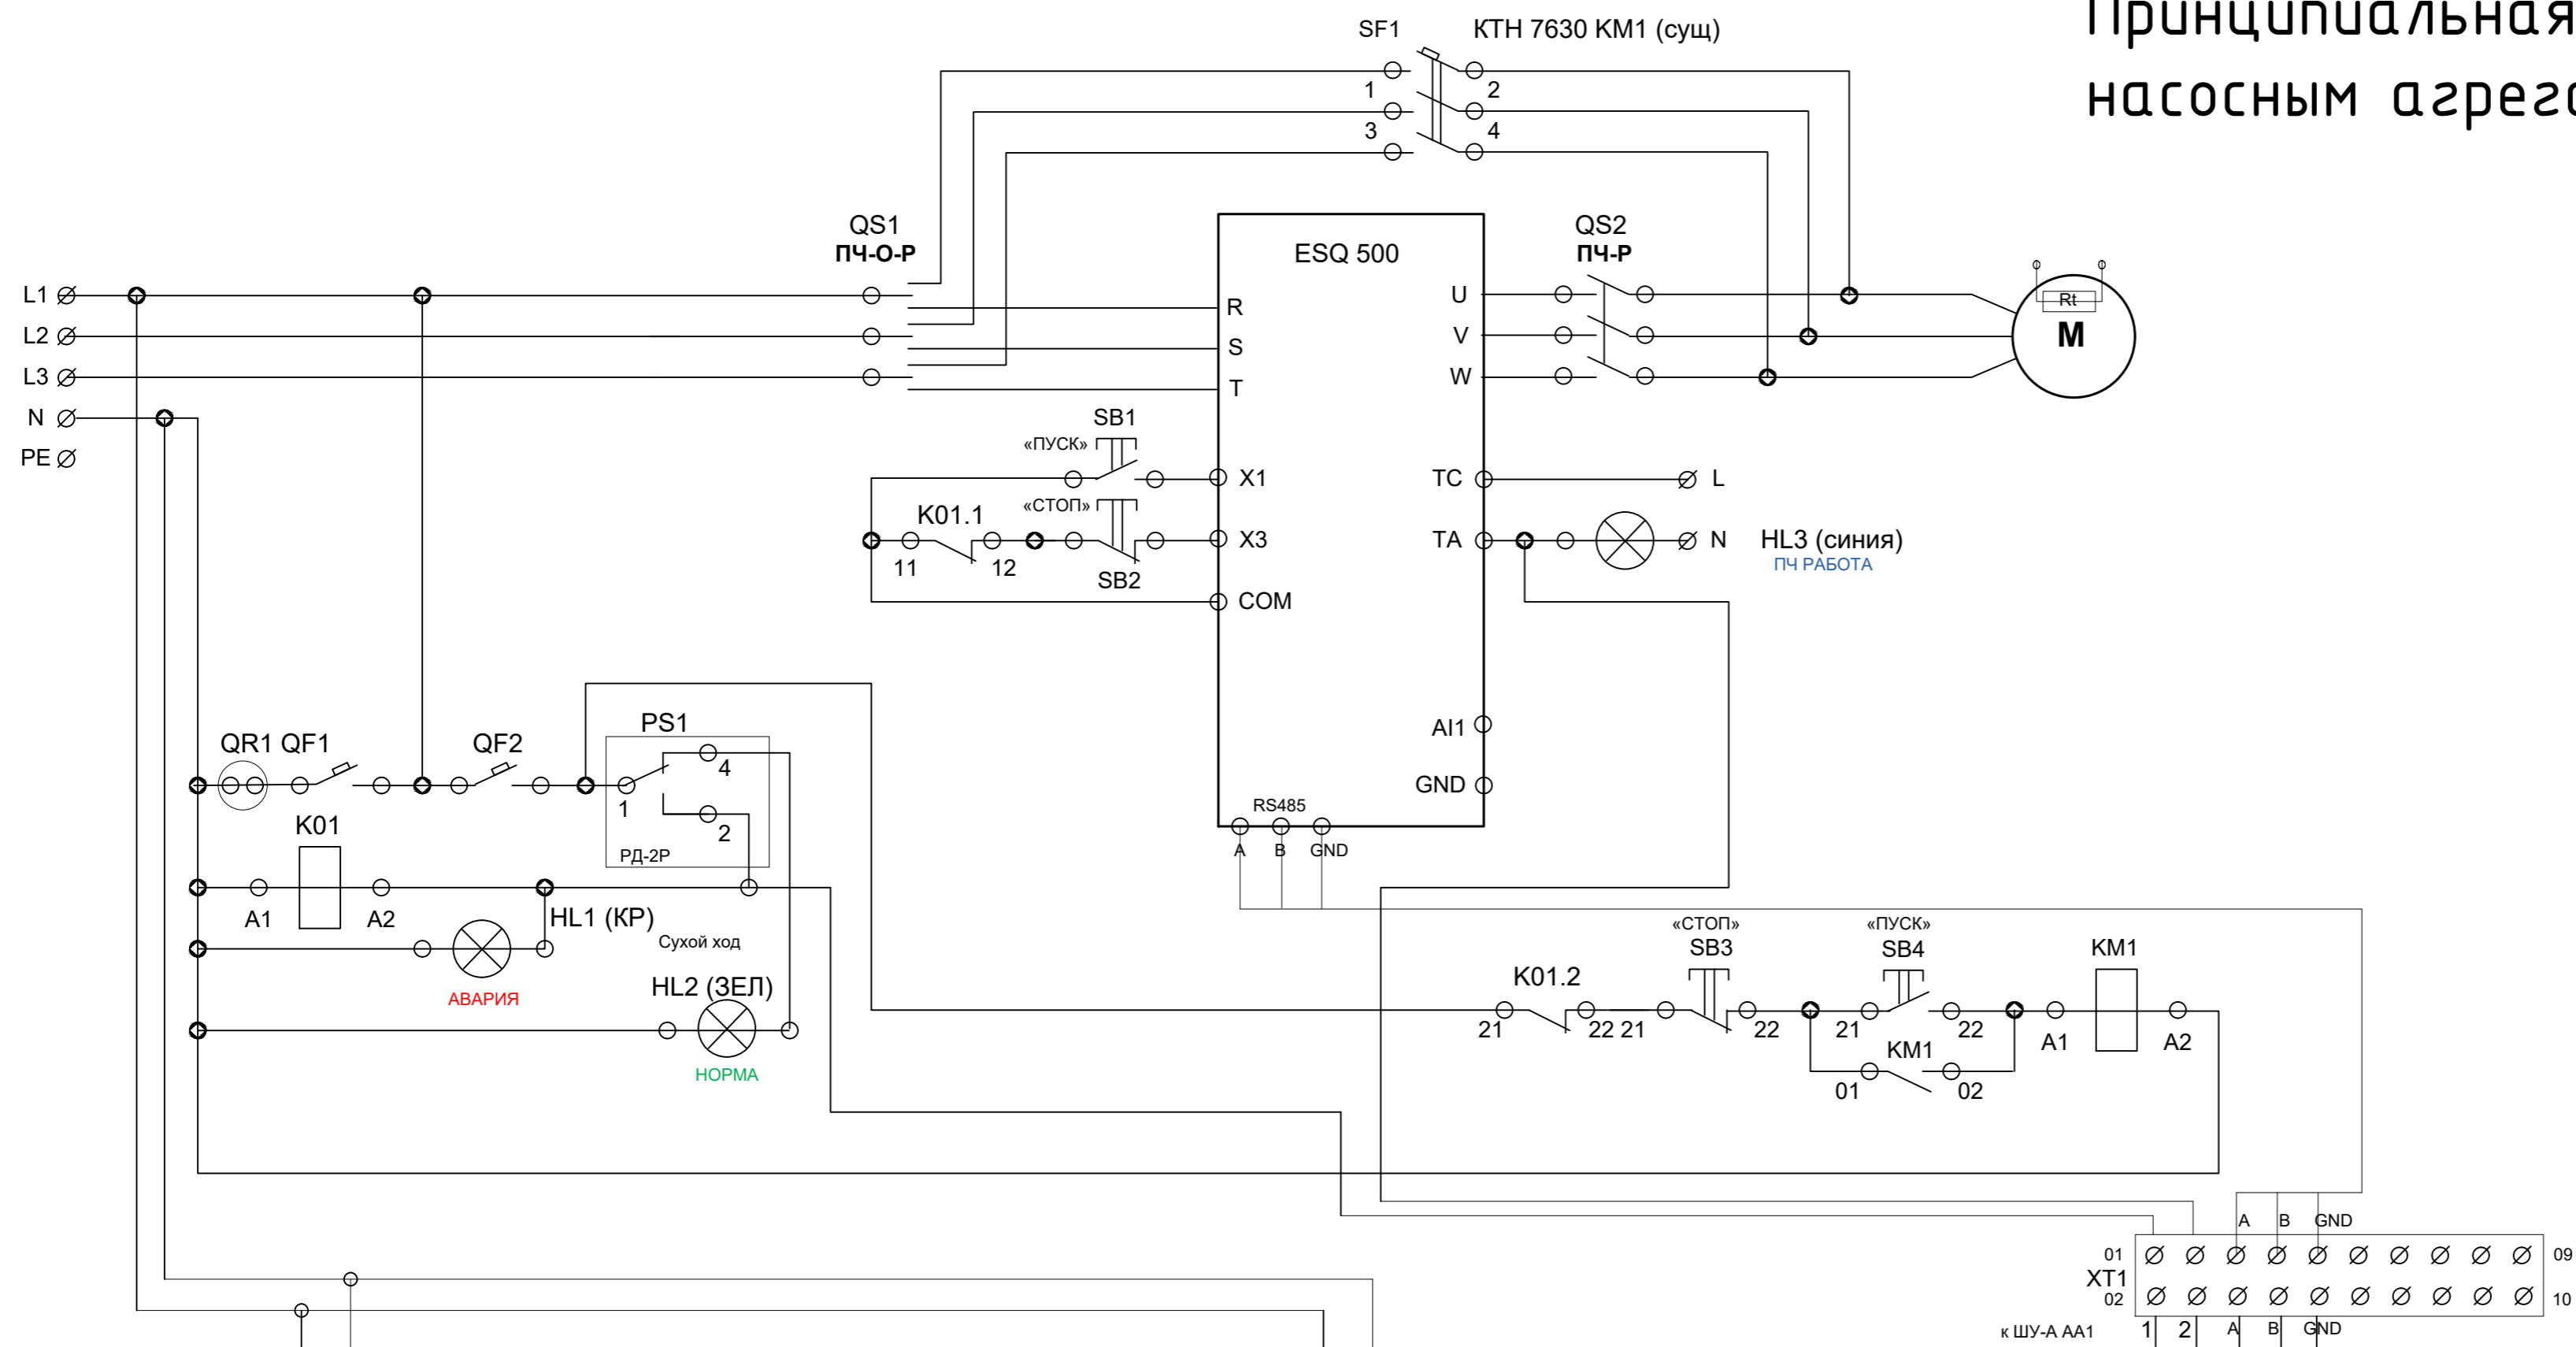 Принципиальная
насосным агрег
SF1
КТН 7630 КМ1 (сущ)
1
2
3
4
QS1
ПЧ-О-Р
ESQ 500
QS2
ПЧ-Р
L1
L2
L3
N
PE
R
S
T
U
V
W
Rt
M
SB1
«ПУСК»
X1
TC
L
K01.1
«СТОП»
X3
TA
N
HL3 (синия)
ПЧ РАБОТА
11
12
SB2
COM
PS1
QR1
QF1
QF2
4
1
2
РД-2Р
AI1
GND
RS485
A
B
GND
K01
A1
A2
HL1 (КР)
Сухой ход
АВАРИЯ
HL2 (ЗЕЛ)
НОРМА
«СТОП»
«ПУСК»
K01.2
SB3
SB4
KM1
21
22
21
22
21
22
A1
A2
KM1
01
02
A
B
GND
01
09
XT1
02
10
к ШУ-А АА1
1
2
A
B
GND